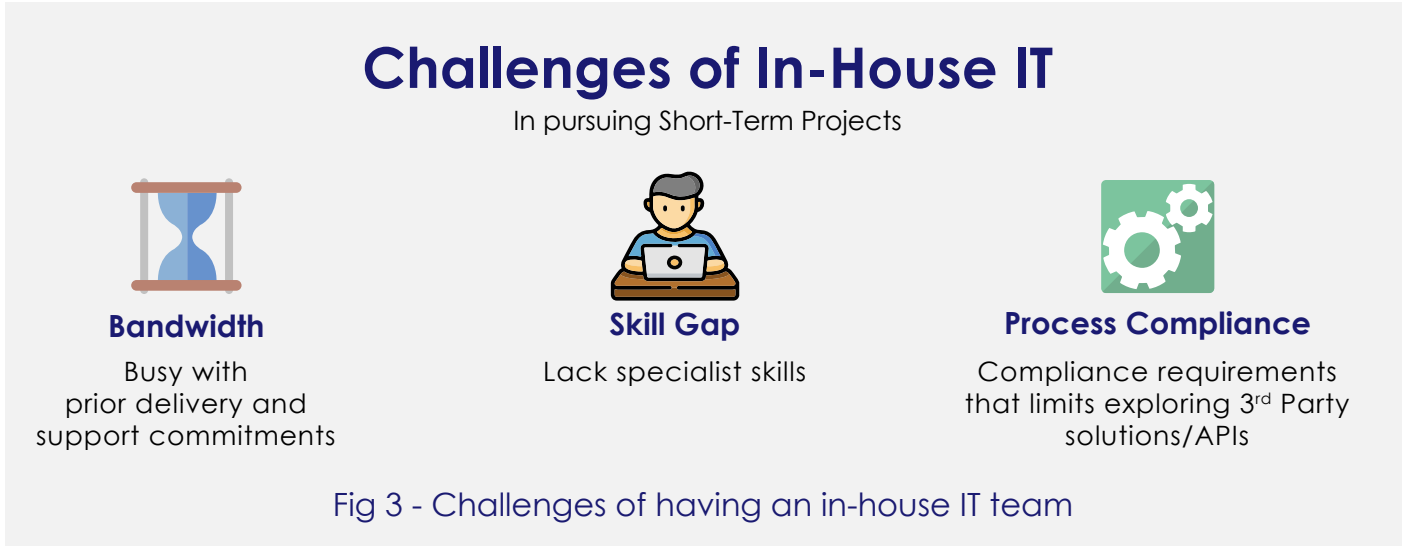 Challenges of In-House IT
In pursuing Short-Term Projects
Bandwidth
Busy with
prior delivery and
support commitments
Skill Gap
Lack specialist skills
Process Compliance
Compliance requirements
that limits exploring 3rd Party
solutions/APIs
Fig 3 - Challenges of having an in-house IT team